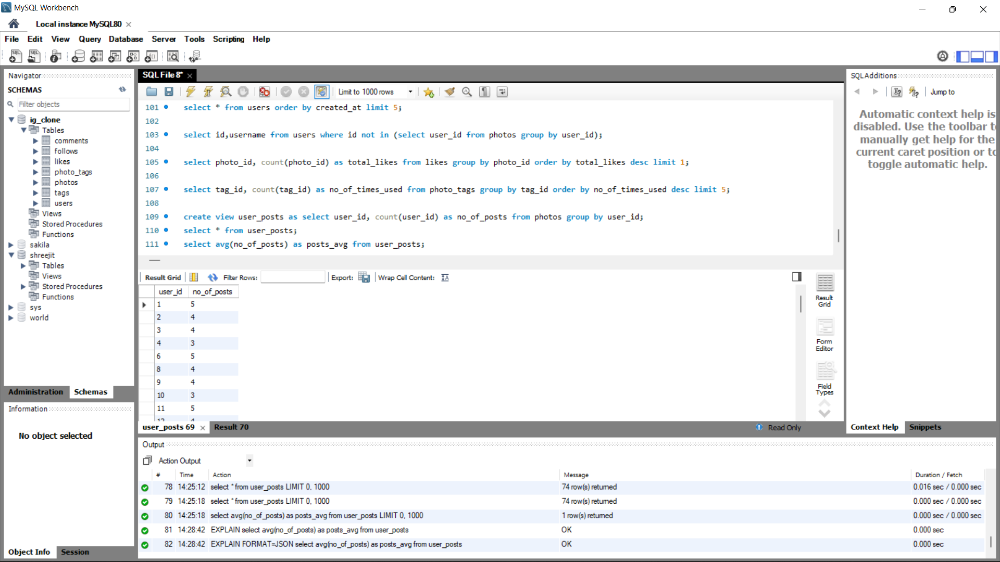 MySQL Workbench
Local instance MySQL80
File Edit View Query Database Server Tools Scripting Help
Navigator
SCHEMAS
Filter objects
ig_clone
Tables
comments
follows
likes
photo_tags
photos
tags
users
Views
Stored Procedures
Functions
sakila
shreejit
Tables
Views
Stored Procedures
Functions
sys
world
Administration Schemas
Information
No object selected
Object Info Session
SQL File 8*
Limit to 1000 rows
101 select * from users order by created_at limit 5;
102
103 select id,username from users where id not in (select user_id from photos group by user_id);
104
105 select photo_id, count(photo_id) as total_likes from likes group by photo_id order by total_likes desc limit 1;
106
107 select tag_id, count(tag_id) as no_of_times_used from photo_tags group by tag_id order by no_of_times_used desc limit 5;
108
109 create view user_posts as select user_id, count(user_id) as no_of_posts from photos group by user_id;
110 select * from user_posts;
111 select avg(no_of_posts) as posts_avg from user_posts;
Result Grid Filter Rows: Export: Wrap Cell Content:
user_id no_of_posts
1 5
2 4
3 4
4 3
6 5
8 4
9 4
10 3
11 5
12 4
Result Grid
Form Editor
Field Types
user_posts 69 Result 70 Read Only
SQLAdditions
Jump to
Automatic context help is
disabled. Use the toolbar to
manually get help for the
current caret position or to
toggle automatic help.
Context Help Snippets
Output
Action Output
# Time Action Message Duration / Fetch
78 14:25:12 select * from user_posts LIMIT 0, 1000 74 row(s) returned 0.016 sec / 0.000 sec
79 14:25:18 select * from user_posts LIMIT 0, 1000 74 row(s) returned 0.000 sec / 0.000 sec
80 14:25:18 select avg(no_of_posts) as posts_avg from user_posts LIMIT 0, 1000 1 row(s) returned 0.000 sec / 0.000 sec
81 14:28:42 EXPLAIN select avg(no_of_posts) as posts_avg from user_posts OK 0.000 sec
82 14:28:42 EXPLAIN FORMAT=JSON select avg(no_of_posts) as posts_avg from user_posts OK 0.000 sec